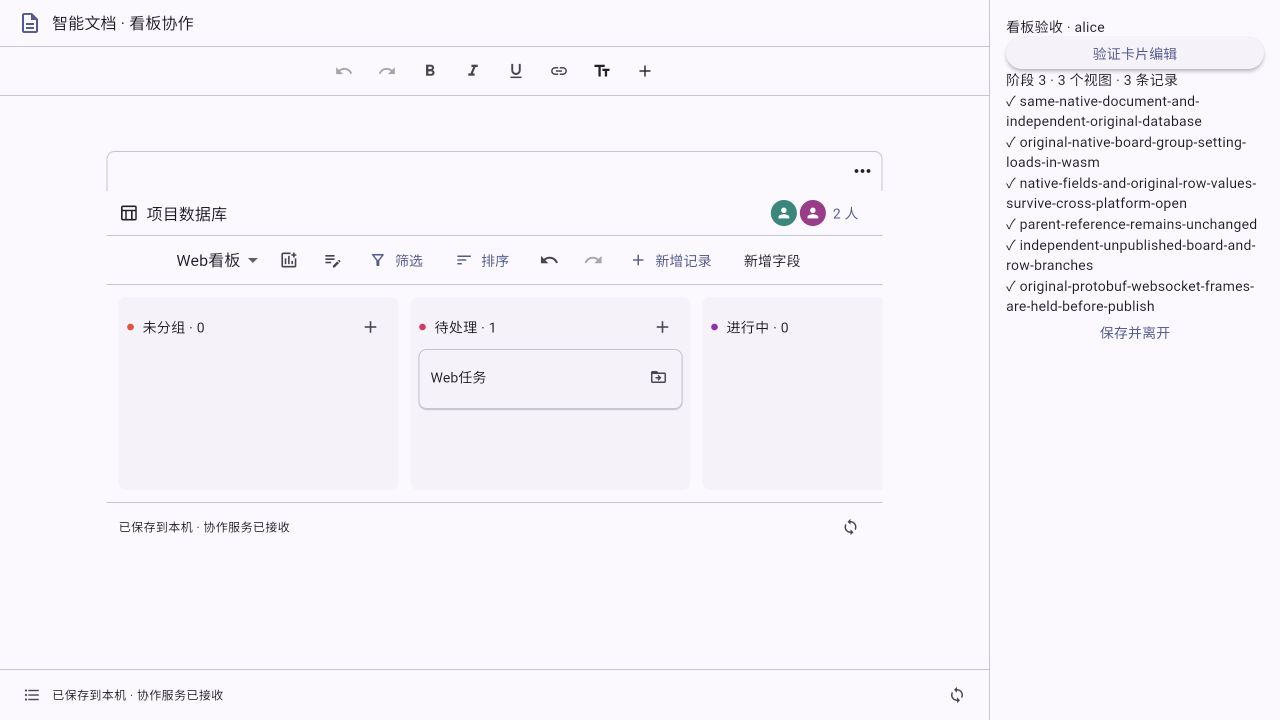 智能文档 · 看板协作
看板验收 · alice
验证卡片编辑
阶段 3 · 3 个视图 · 3 条记录
✓ same-native-document-and-
independent-original-database
✓ original-native-board-group-setting-
loads-in-wasm
✓ native-fields-and-original-row-values-
survive-cross-platform-open
✓ parent-reference-remains-unchanged
✓ independent-unpublished-board-and-
row-branches
✓ original-protobuf-websocket-frames-
are-held-before-publish
保存并离开
B I U Tt
项目数据库 2 人
Web看板 筛选 排序 新增记录 新增字段
未分组 · 0
待处理 · 1
进行中 · 0
Web任务
已保存到本机 · 协作服务已接收
已保存到本机 · 协作服务已接收